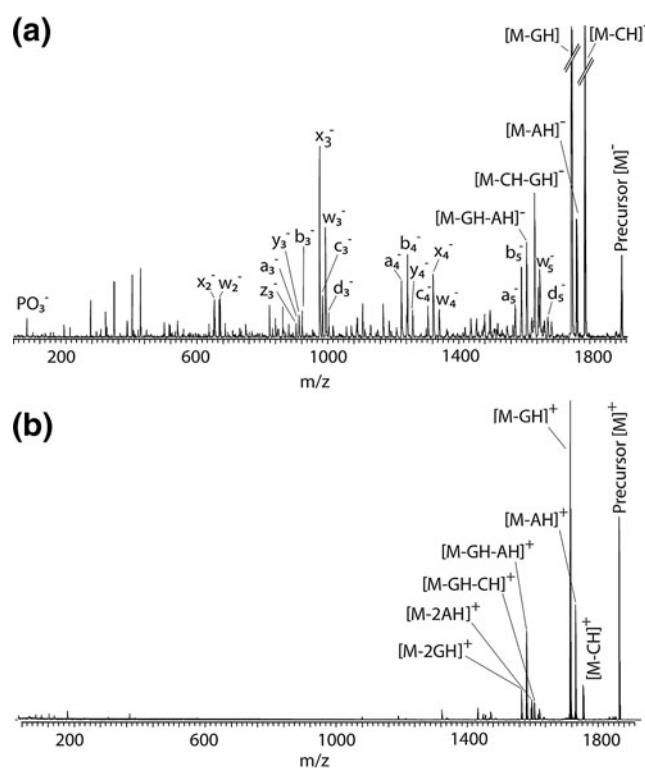 (a)
[M-GH]
[M-CH]⁻
[M-AH]⁻
[M-CH-GH]⁻
[M-GH-AH]⁻
Precursor [M]⁻
x₃⁻
w₃⁻
y₃⁻ b₃⁻
c₃⁻
a₃⁻
z₃⁻
d₃⁻
x₂⁻ w₂⁻
PO₃⁻
b₄⁻
a₄⁻ y₄⁻ x₄⁻
c₄⁻ w₄⁻
b₅⁻ w₅⁻
a₅⁻ d₅⁻
200 600 1000 1400 1800
m/z
(b)
[M-GH]⁺
Precursor [M]⁺
[M-AH]⁺
[M-GH-AH]⁺
[M-GH-CH]⁺
[M-2AH]⁺
[M-2GH]⁺
[M-CH]⁺
200 600 1000 1400 1800
m/z